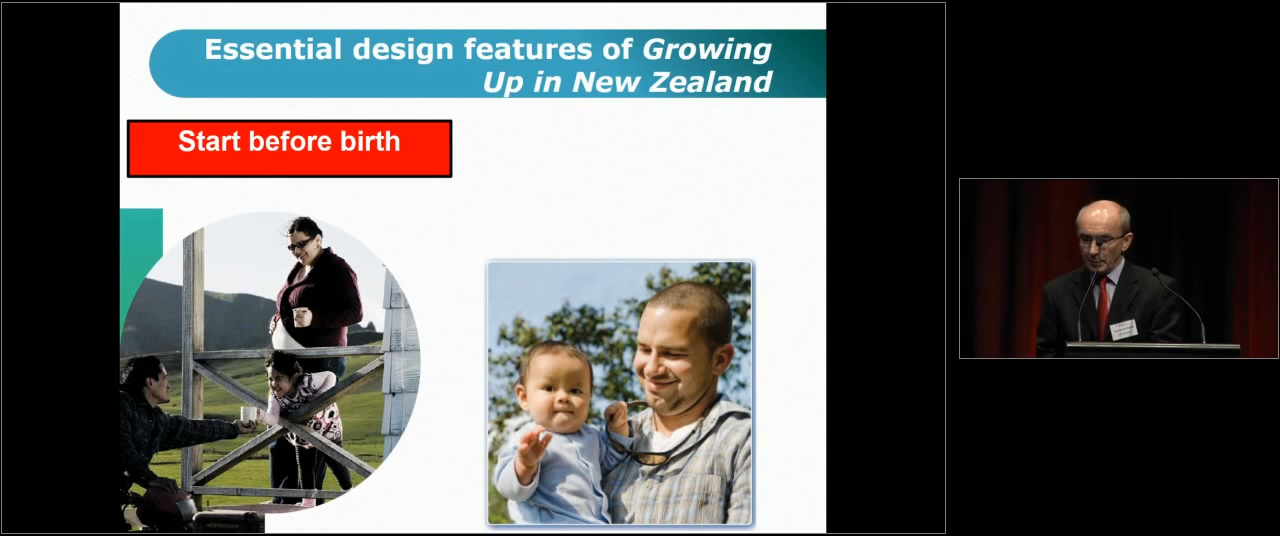 Essential design features of Growing
Up in New Zealand
Start before birth